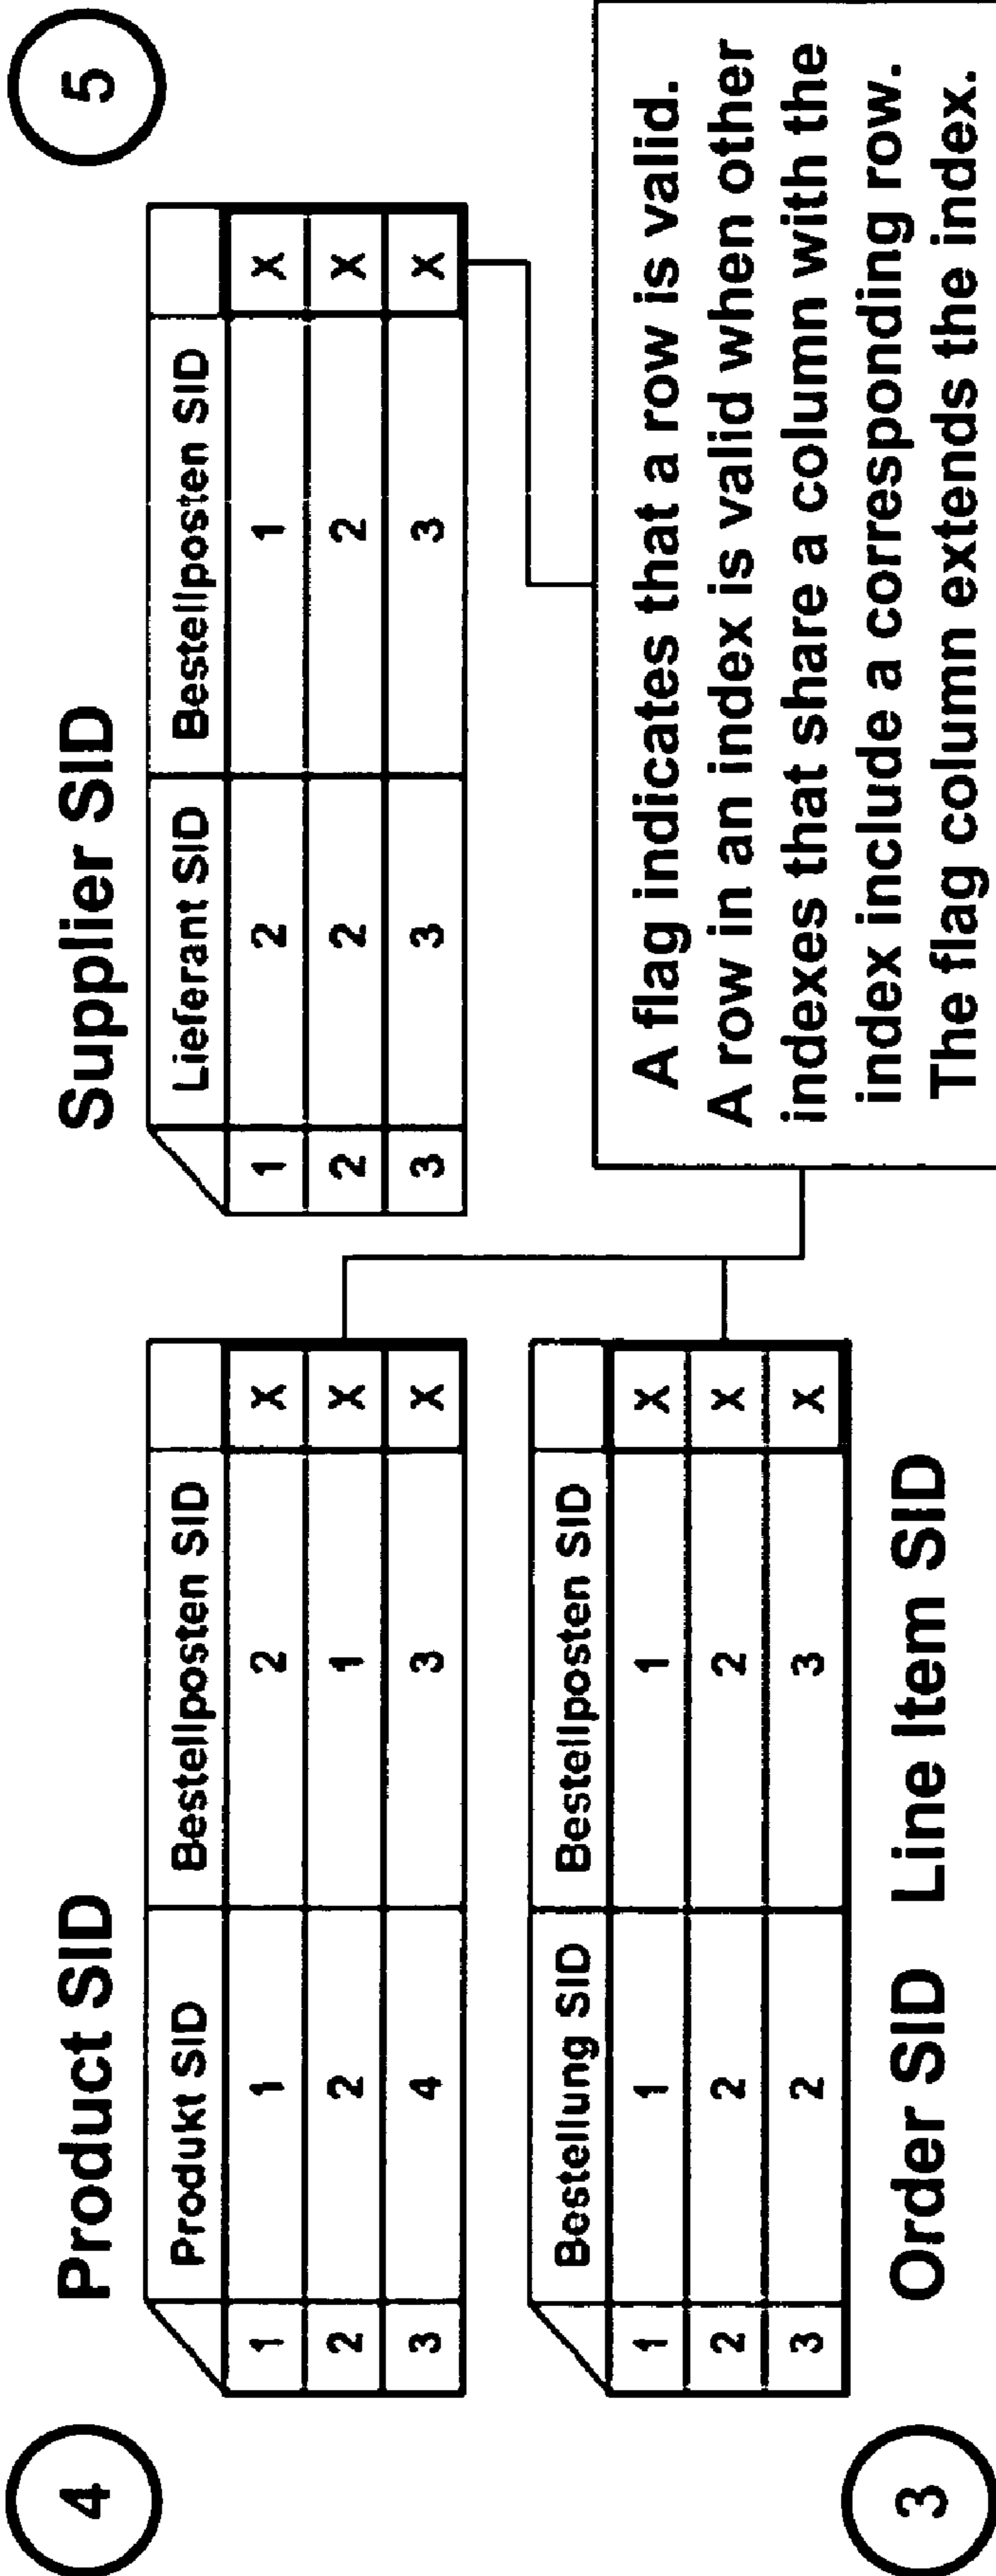 4
Product SID
Produkt SID Bestellposten SID
1 1 2 X
2 2 1 X
3 4 3 X
5
Supplier SID
Lieferant SID Bestellposten SID
1 2 1 X
2 2 2 X
3 3 3 X
Bestellung SID Bestellposten SID
1 1 1 X
2 2 2 X
3 2 3 X
3
Order SID Line Item SID
A flag indicates that a row is valid.
A row in an index is valid when other
indexes that share a column with the
index include a corresponding row.
The flag column extends the index.